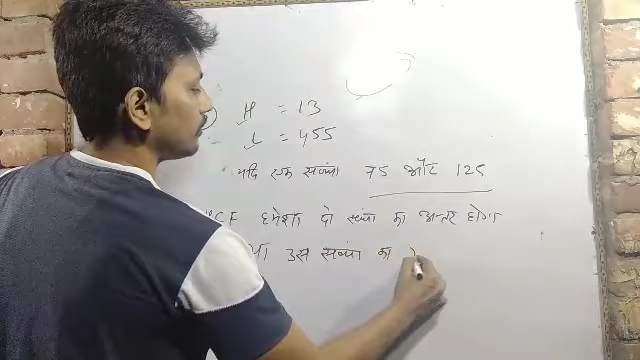 H = 13
L = 455
यदि एक संख्या 75 और 125
HCF हमेशा दो संख्या का अन्तर होगा
या उस संख्या का